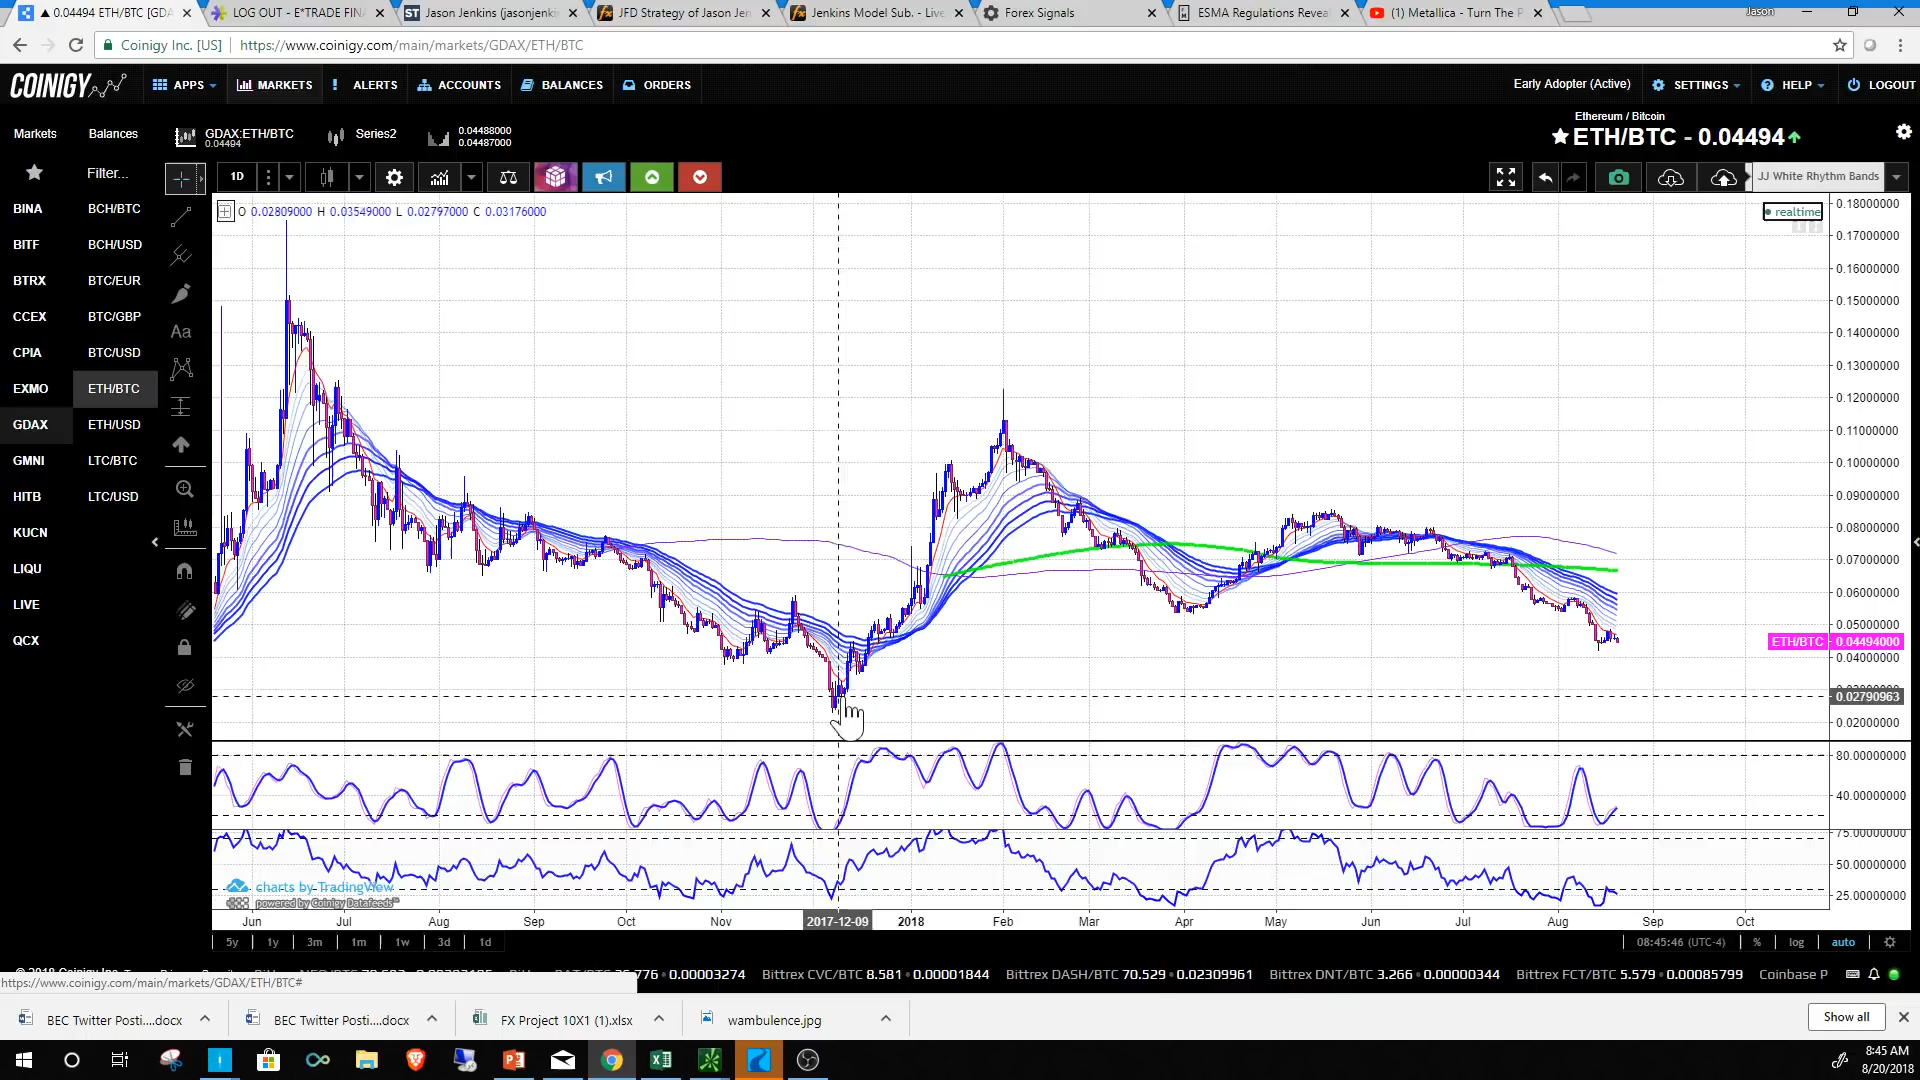 ▲ 0.04494 ETH/BTC [GDA
LOG OUT - E*TRADE FINA
Jason Jenkins (jasonjenki
JFD Strategy of Jason Jen
Jenkins Model Sub. - Live
Forex Signals
ESMA Regulations Revea
(1) Metallica - Turn The P
Jason
Coinigy Inc. [US]
https://www.coinigy.com/main/markets/GDAX/ETH/BTC
COINIGY
APPS
MARKETS
ALERTS
ACCOUNTS
BALANCES
ORDERS
Early Adopter (Active)
SETTINGS
HELP
LOGOUT
Markets
Balances
GDAX:ETH/BTC
0.04494
Series2
0.04488000
0.04487000
Ethereum / Bitcoin
ETH/BTC - 0.04494
Filter...
1D
JJ White Rhythm Bands
BINA
BCH/BTC
BITF
BCH/USD
BTRX
BTC/EUR
CCEX
BTC/GBP
CPIA
BTC/USD
EXMO
ETH/BTC
GDAX
ETH/USD
GMNI
LTC/BTC
HITB
LTC/USD
KUCN
LIQU
LIVE
QCX
Aa
O 0.02809000 H 0.03549000 L 0.02797000 C 0.03176000
realtime
0.18000000
0.17000000
0.16000000
0.15000000
0.14000000
0.13000000
0.12000000
0.11000000
0.10000000
0.09000000
0.08000000
0.07000000
0.06000000
0.05000000
ETH/BTC 0.04494000
0.04000000
0.02790963
0.02000000
80.00000000
40.00000000
75.00000000
50.00000000
25.00000000
charts by TradingView
powered by Coinigy Datafeeds™
Jun Jul Aug Sep Oct Nov 2017-12-09 2018 Feb Mar Apr May Jun Jul Aug Sep Oct
5y 1y 3m 1m 1w 3d 1d
08:45:46 (UTC-4) % log auto
Bittrex CVC/BTC 8.581 • 0.00001844
Bittrex DASH/BTC 70.529 • 0.02309961
Bittrex DNT/BTC 3.266 • 0.00000344
Bittrex FCT/BTC 5.579 • 0.00085799
Coinbase P
https://www.coinigy.com/main/markets/GDAX/ETH/BTC#
BEC Twitter Posti....docx
BEC Twitter Posti....docx
FX Project 10X1 (1).xlsx
wambulence.jpg
Show all
8:45 AM
8/20/2018